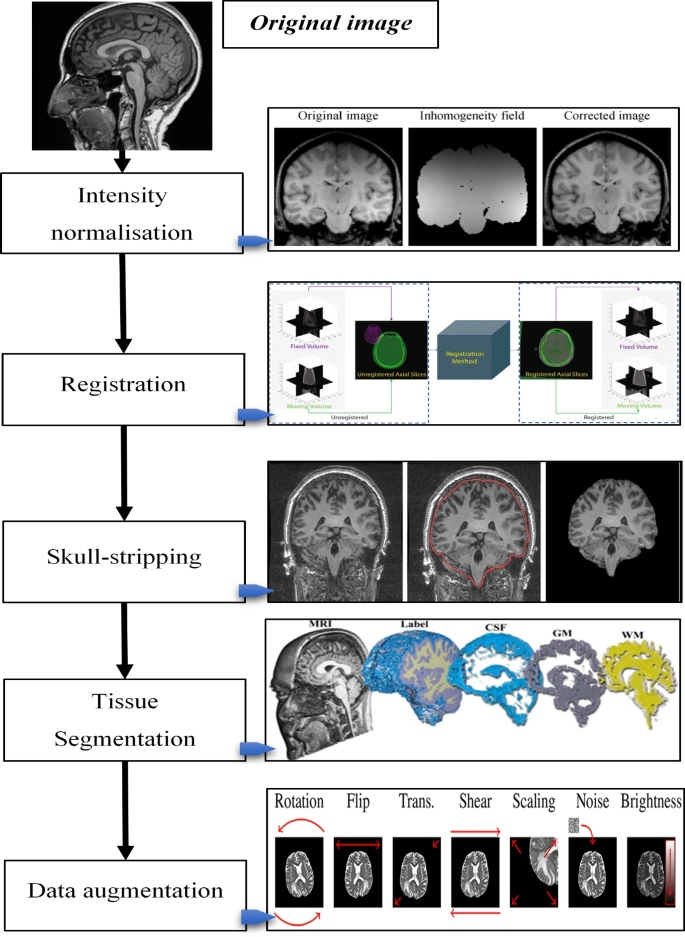 Original image
Original image Inhomogeneity field Corrected image
Intensity
normalisation
Fixed Volume
Unregistered Axial Slices
Moving Volume
Unregistered
Registration
Method
Registered Axial Slices
Fixed Volume
Moving Volume
Registered
Registration
Skull-stripping
MRI Label CSF GM WM
Tissue
Segmentation
Rotation Flip Trans. Shear Scaling Noise Brightness
Data augmentation